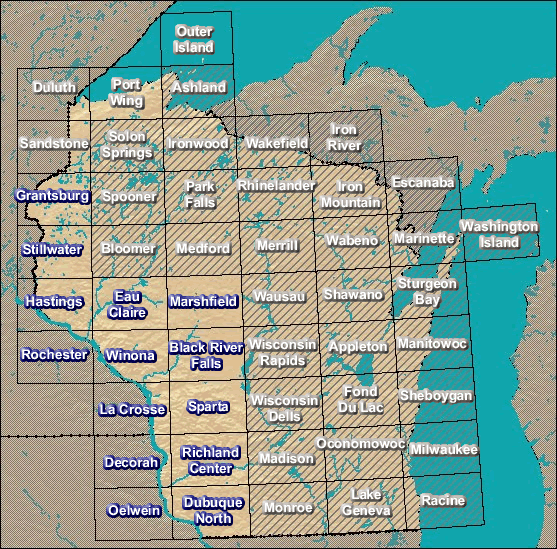 Outer
Island
Duluth
Port
Wing
Ashland
Sandstone
Solon
Springs
Ironwood
Wakefield
Iron
River
Grantsburg
Spooner
Park
Falls
Rhinelander
Iron
Mountain
Escanaba
Stillwater
Bloomer
Medford
Merrill
Wabeno
Marinette
Washington
Island
Hastings
Eau
Claire
Marshfield
Wausau
Shawano
Sturgeon
Bay
Rochester
Winona
Black River
Falls
Wisconsin
Rapids
Appleton
Manitowoc
La Crosse
Sparta
Wisconsin
Dells
Fond
Du Lac
Sheboygan
Decorah
Richland
Center
Madison
Oconomowoc
Milwaukee
Oelwein
Dubuque
North
Monroe
Lake
Geneva
Racine